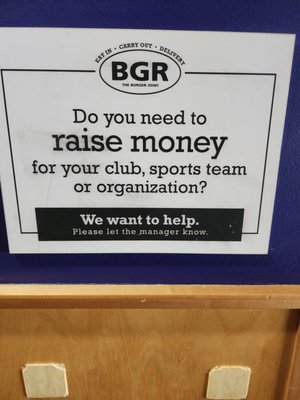 EAT IN • CARRY OUT • DELIVERY
BGR
THE BURGER JOINT
Do you need to
raise money
for your club, sports team
or organization?
We want to help.
Please let the manager know.